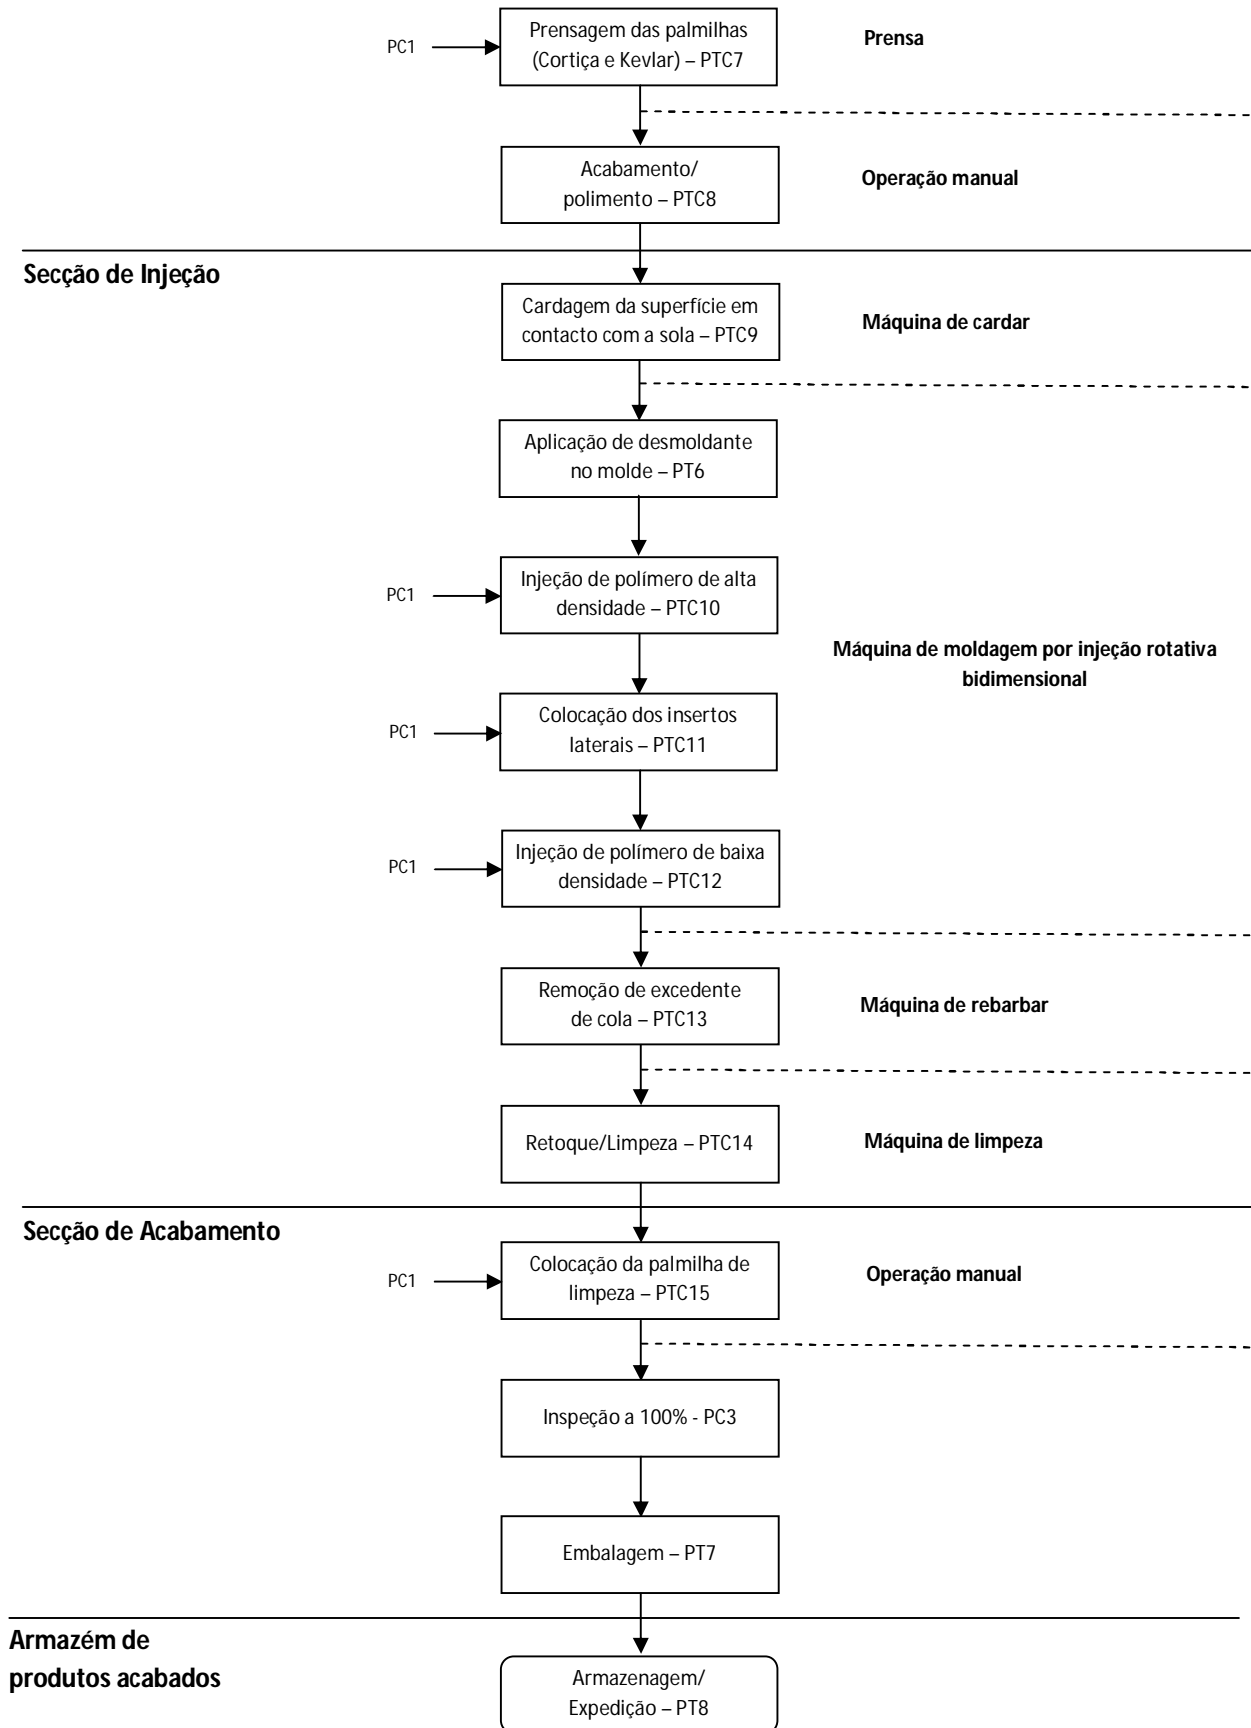 Prensagem das palmilhas
(Cortiça e Kevlar) – PTC7
PC1
Prensa
Acabamento/
polimento – PTC8
Operação manual
Secção de Injeção
Cardagem da superfície em
contacto com a sola – PTC9
Máquina de cardar
Aplicação de desmoldante
no molde – PT6
Injeção de polímero de alta
densidade – PTC10
PC1
Máquina de moldagem por injeção rotativa
bidimensional
Colocação dos insertos
laterais – PTC11
PC1
Injeção de polímero de baixa
densidade – PTC12
PC1
Remoção de excedente
de cola – PTC13
Máquina de rebarbar
Retoque/Limpeza – PTC14
Máquina de limpeza
Secção de Acabamento
Colocação da palmilha de
limpeza – PTC15
PC1
Operação manual
Inspeção a 100% - PC3
Embalagem – PT7
Armazém de
produtos acabados
Armazenagem/
Expedição – PT8